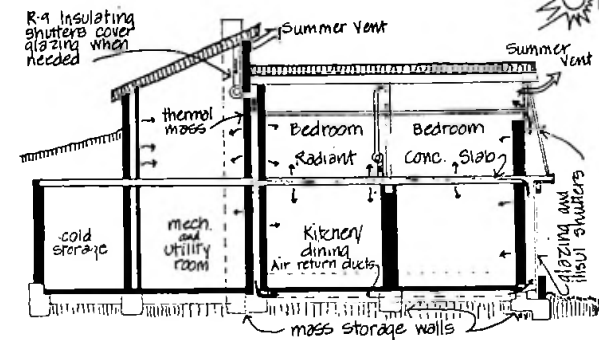 R-9 Insulating
shutters cover
glazing when
needed
Summer Vent
Summer
Vent
thermal
mass
Bedroom
Bedroom
Radiant
Conc. Slab
cold
storage
mech.
and
utility
room
Kitchen/
dining
Air return ducts
glazing and
insul shutters
mass storage walls